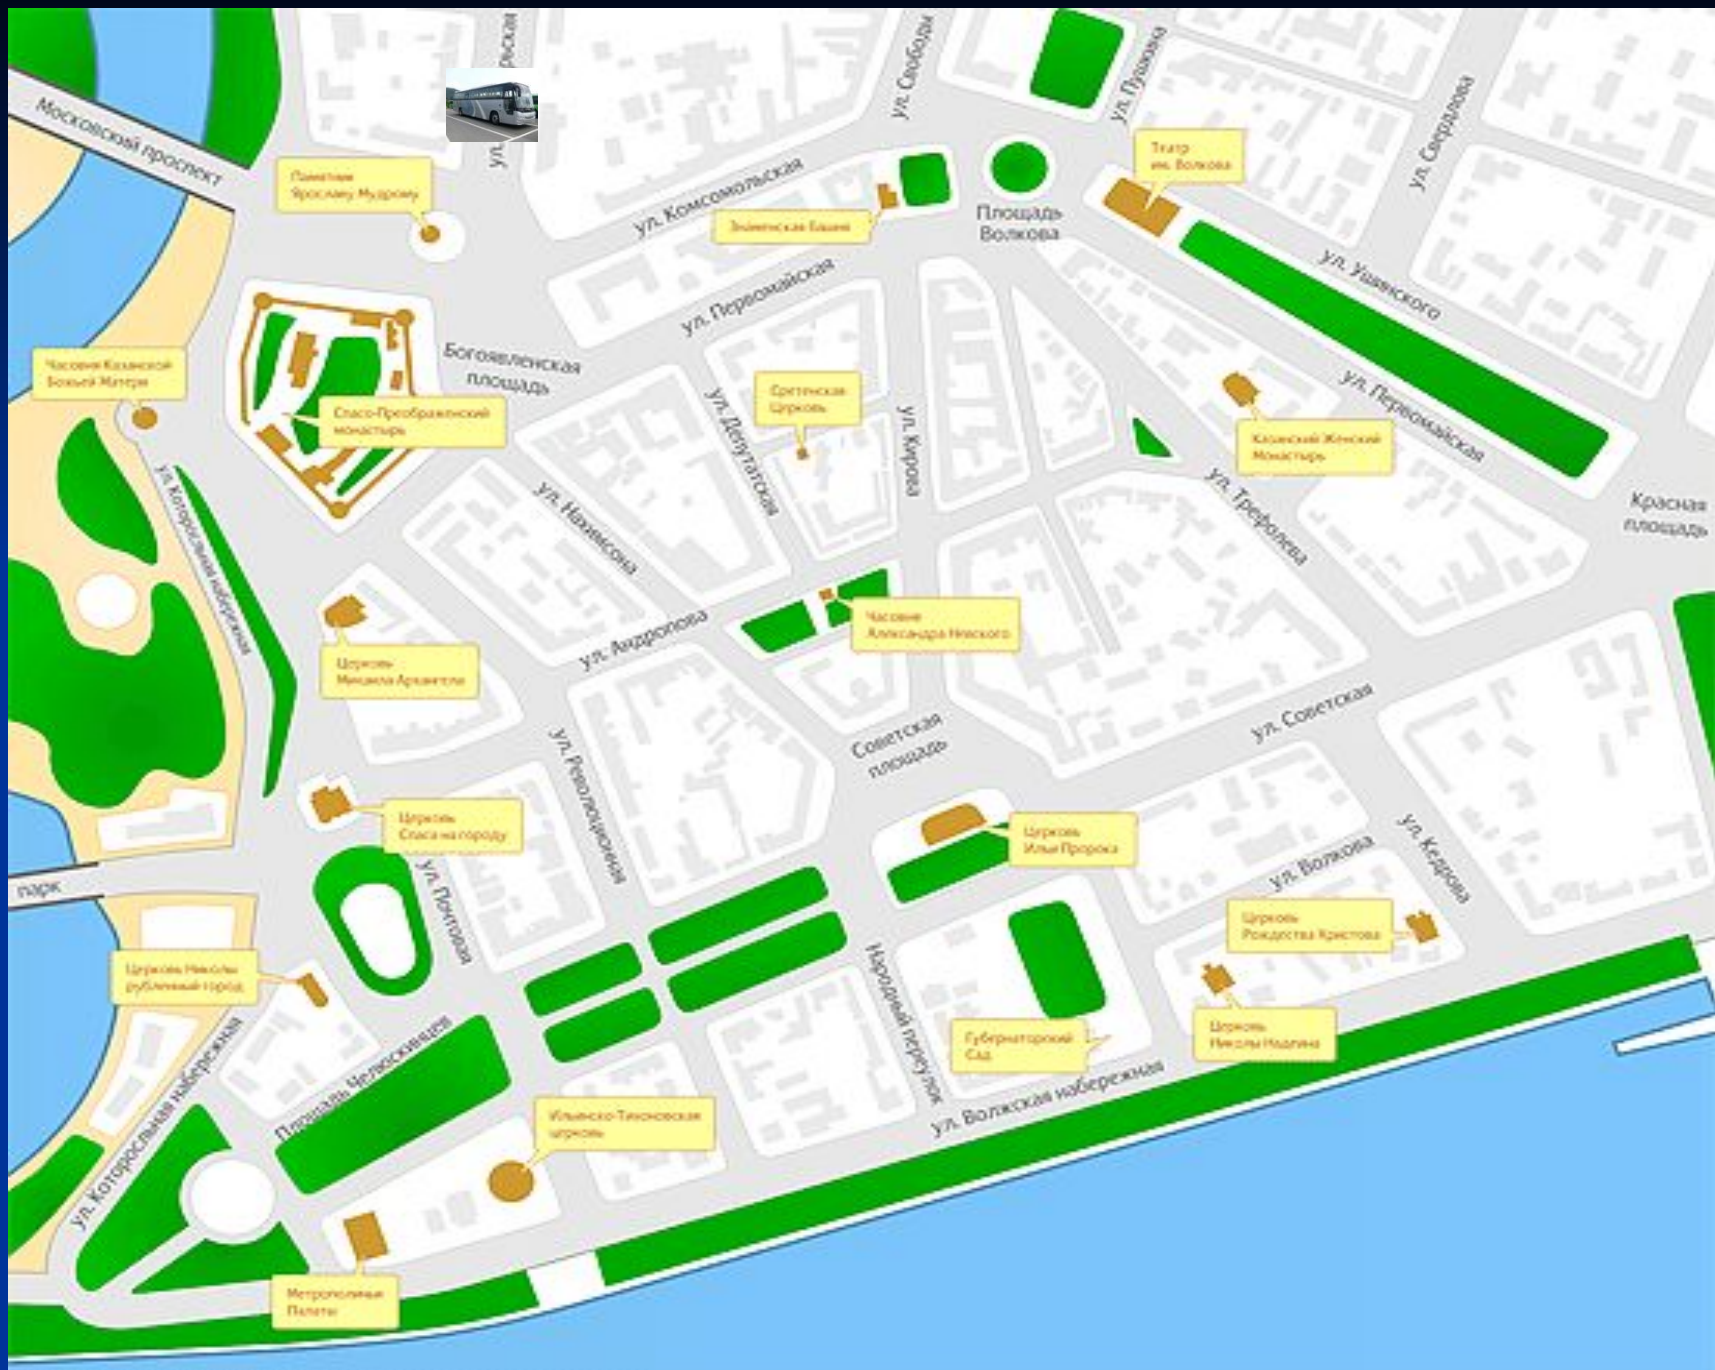 ул. Свободы
ул. Пушкина
ул. Свердлова
Московский проспект
Памятник
Ярославу Мудрому
ул. Комсомольская
Знаменская Башня
Театр
им. Волкова
Площадь
Волкова
ул. Ушинского
ул. Первомайская
ул. Первомайская
Богоявленская
площадь
Часовня Казанской
Божьей Матери
Спасо-Преображенский
монастырь
Сретенская
Церковь
ул. Депутатская
ул. Кирова
Казанский Женский
Монастырь
ул. Трефолева
Красная
площадь
ул. Нахимсона
ул. Которосльная набережная
ул. Андропова
Часовня
Александра Невского
Церковь
Михаила Архангела
Советская
площадь
ул. Советская
ул. Революционная
Церковь
Спаса на городу
Церковь
Ильи Пророка
ул. Кедрова
ул. Волкова
парк
ул. Почтовая
Церковь
Рождества Христова
Церковь Николы
рубленный город
Народный переулок
Губернаторский
Сад
Церковь
Николы Надеина
Площадь Челюскинцев
ул. Которосльная набережная
ул. Волжская набережная
Ильинско-Тихоновская
церковь
Метрополичьи
Палаты